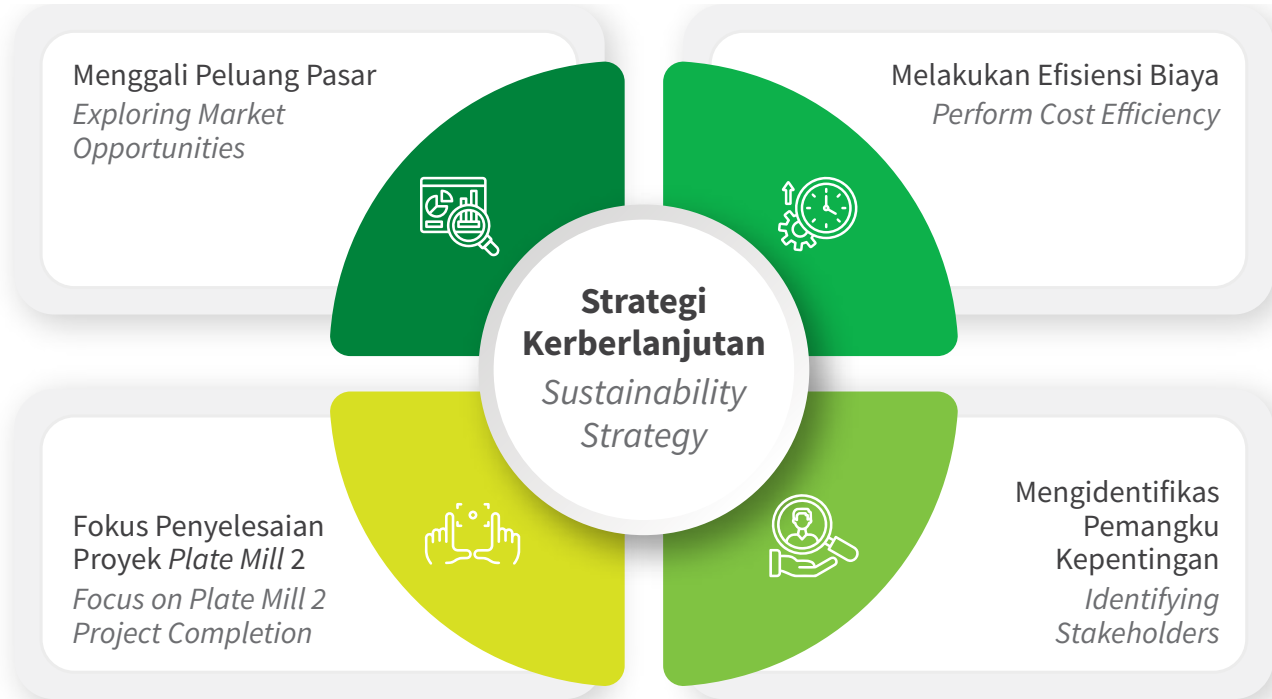 Menggali Peluang Pasar
Exploring Market
Opportunities
Melakukan Efisiensi Biaya
Perform Cost Efficiency
Strategi
Kerberlanjutan
Sustainability
Strategy
Fokus Penyelesaian
Proyek Plate Mill 2
Focus on Plate Mill 2
Project Completion
Mengidentifikas
Pemangku
Kepentingan
Identifying
Stakeholders